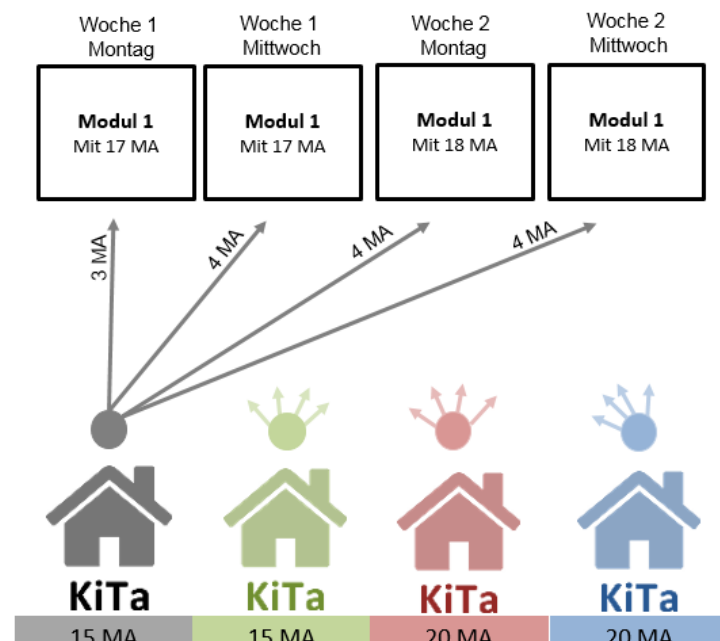 Woche 1
Montag
Woche 1
Mittwoch
Woche 2
Montag
Woche 2
Mittwoch
Modul 1
Mit 17 MA
Modul 1
Mit 17 MA
Modul 1
Mit 18 MA
Modul 1
Mit 18 MA
3 MA
4 MA
4 MA
4 MA
KiTa
KiTa
KiTa
KiTa
15 MA
15 MA
20 MA
20 MA